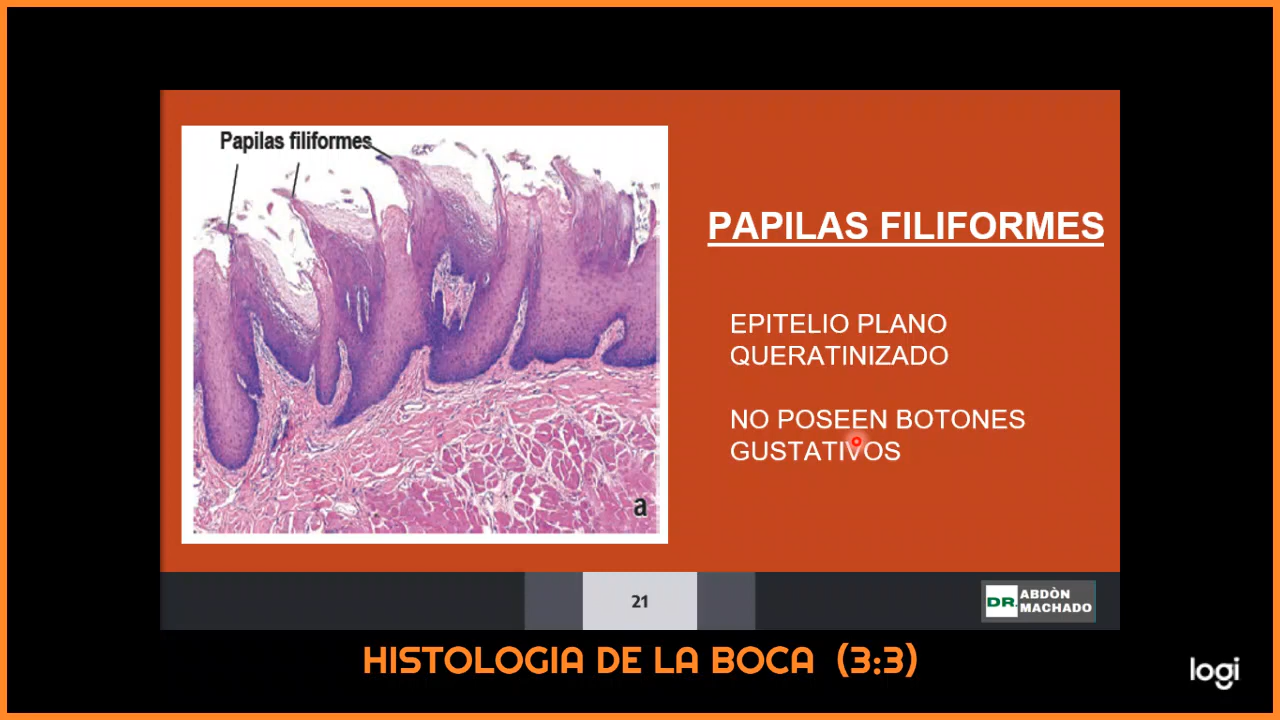 Papilas filiformes
a
PAPILAS FILIFORMES
EPITELIO PLANO
QUERATINIZADO
NO POSEEN BOTONES
GUSTATIVOS
21
DR. ABDÒN
MACHADO
HISTOLOGIA DE LA BOCA (3:3)
logi